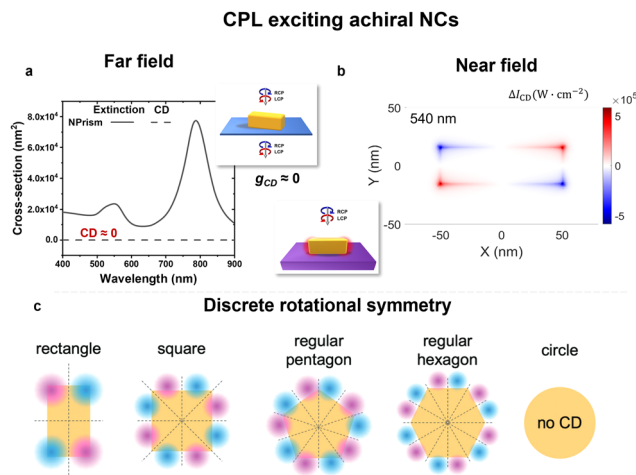 CPL exciting achiral NCs
Far field
Near field
a
Extinction CD
NPrism
8.0x10⁴
6.0x10⁴
4.0x10⁴
2.0x10⁴
0.0
CD ≈ 0
400 500 600 700 800 900
Wavelength (nm)
Cross-section (nm²)
RCP
LCP
RCP
LCP
g_CD ≈ 0
RCP
LCP
b
ΔI_CD(W · cm⁻²)
×10⁵
540 nm
50
0
-50
Y (nm)
-50 0 50
X (nm)
5
0
-5
c
Discrete rotational symmetry
rectangle
square
regular
pentagon
regular
hexagon
circle
no CD